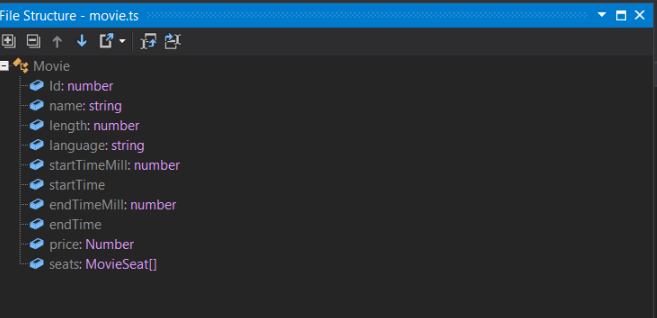 File Structure - movie.ts
Movie
Id: number
name: string
length: number
language: string
startTimeMill: number
startTime
endTimeMill: number
endTime
price: Number
seats: MovieSeat[]